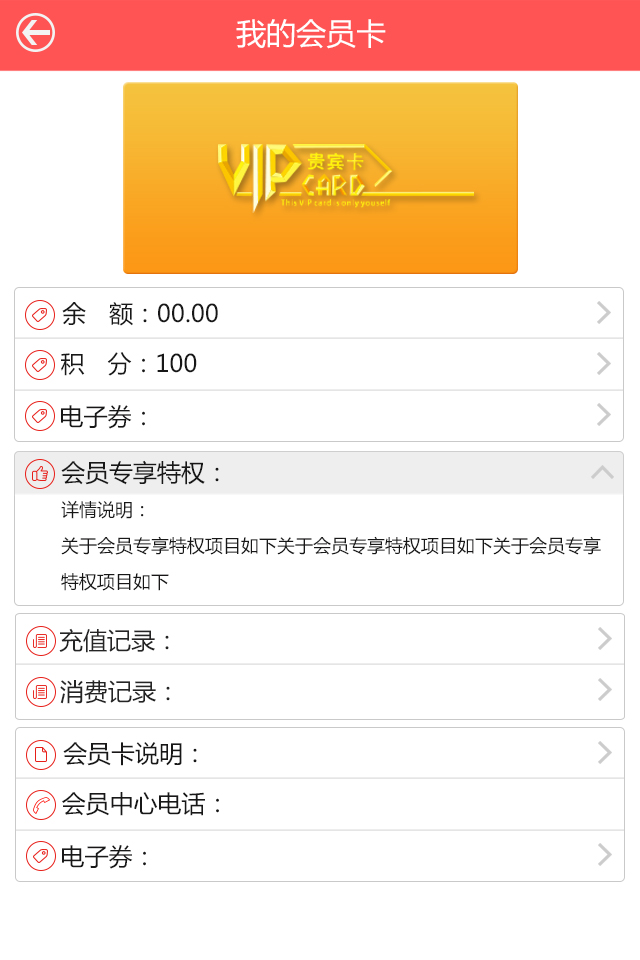 我的会员卡
VIP 贵宾卡
CARD
This VIP card is only youself
余 额：00.00
积 分：100
电子券：
会员专享特权：
详情说明：
关于会员专享特权项目如下关于会员专享特权项目如下关于会员专享
特权项目如下
充值记录：
消费记录：
会员卡说明：
会员中心电话：
电子券：